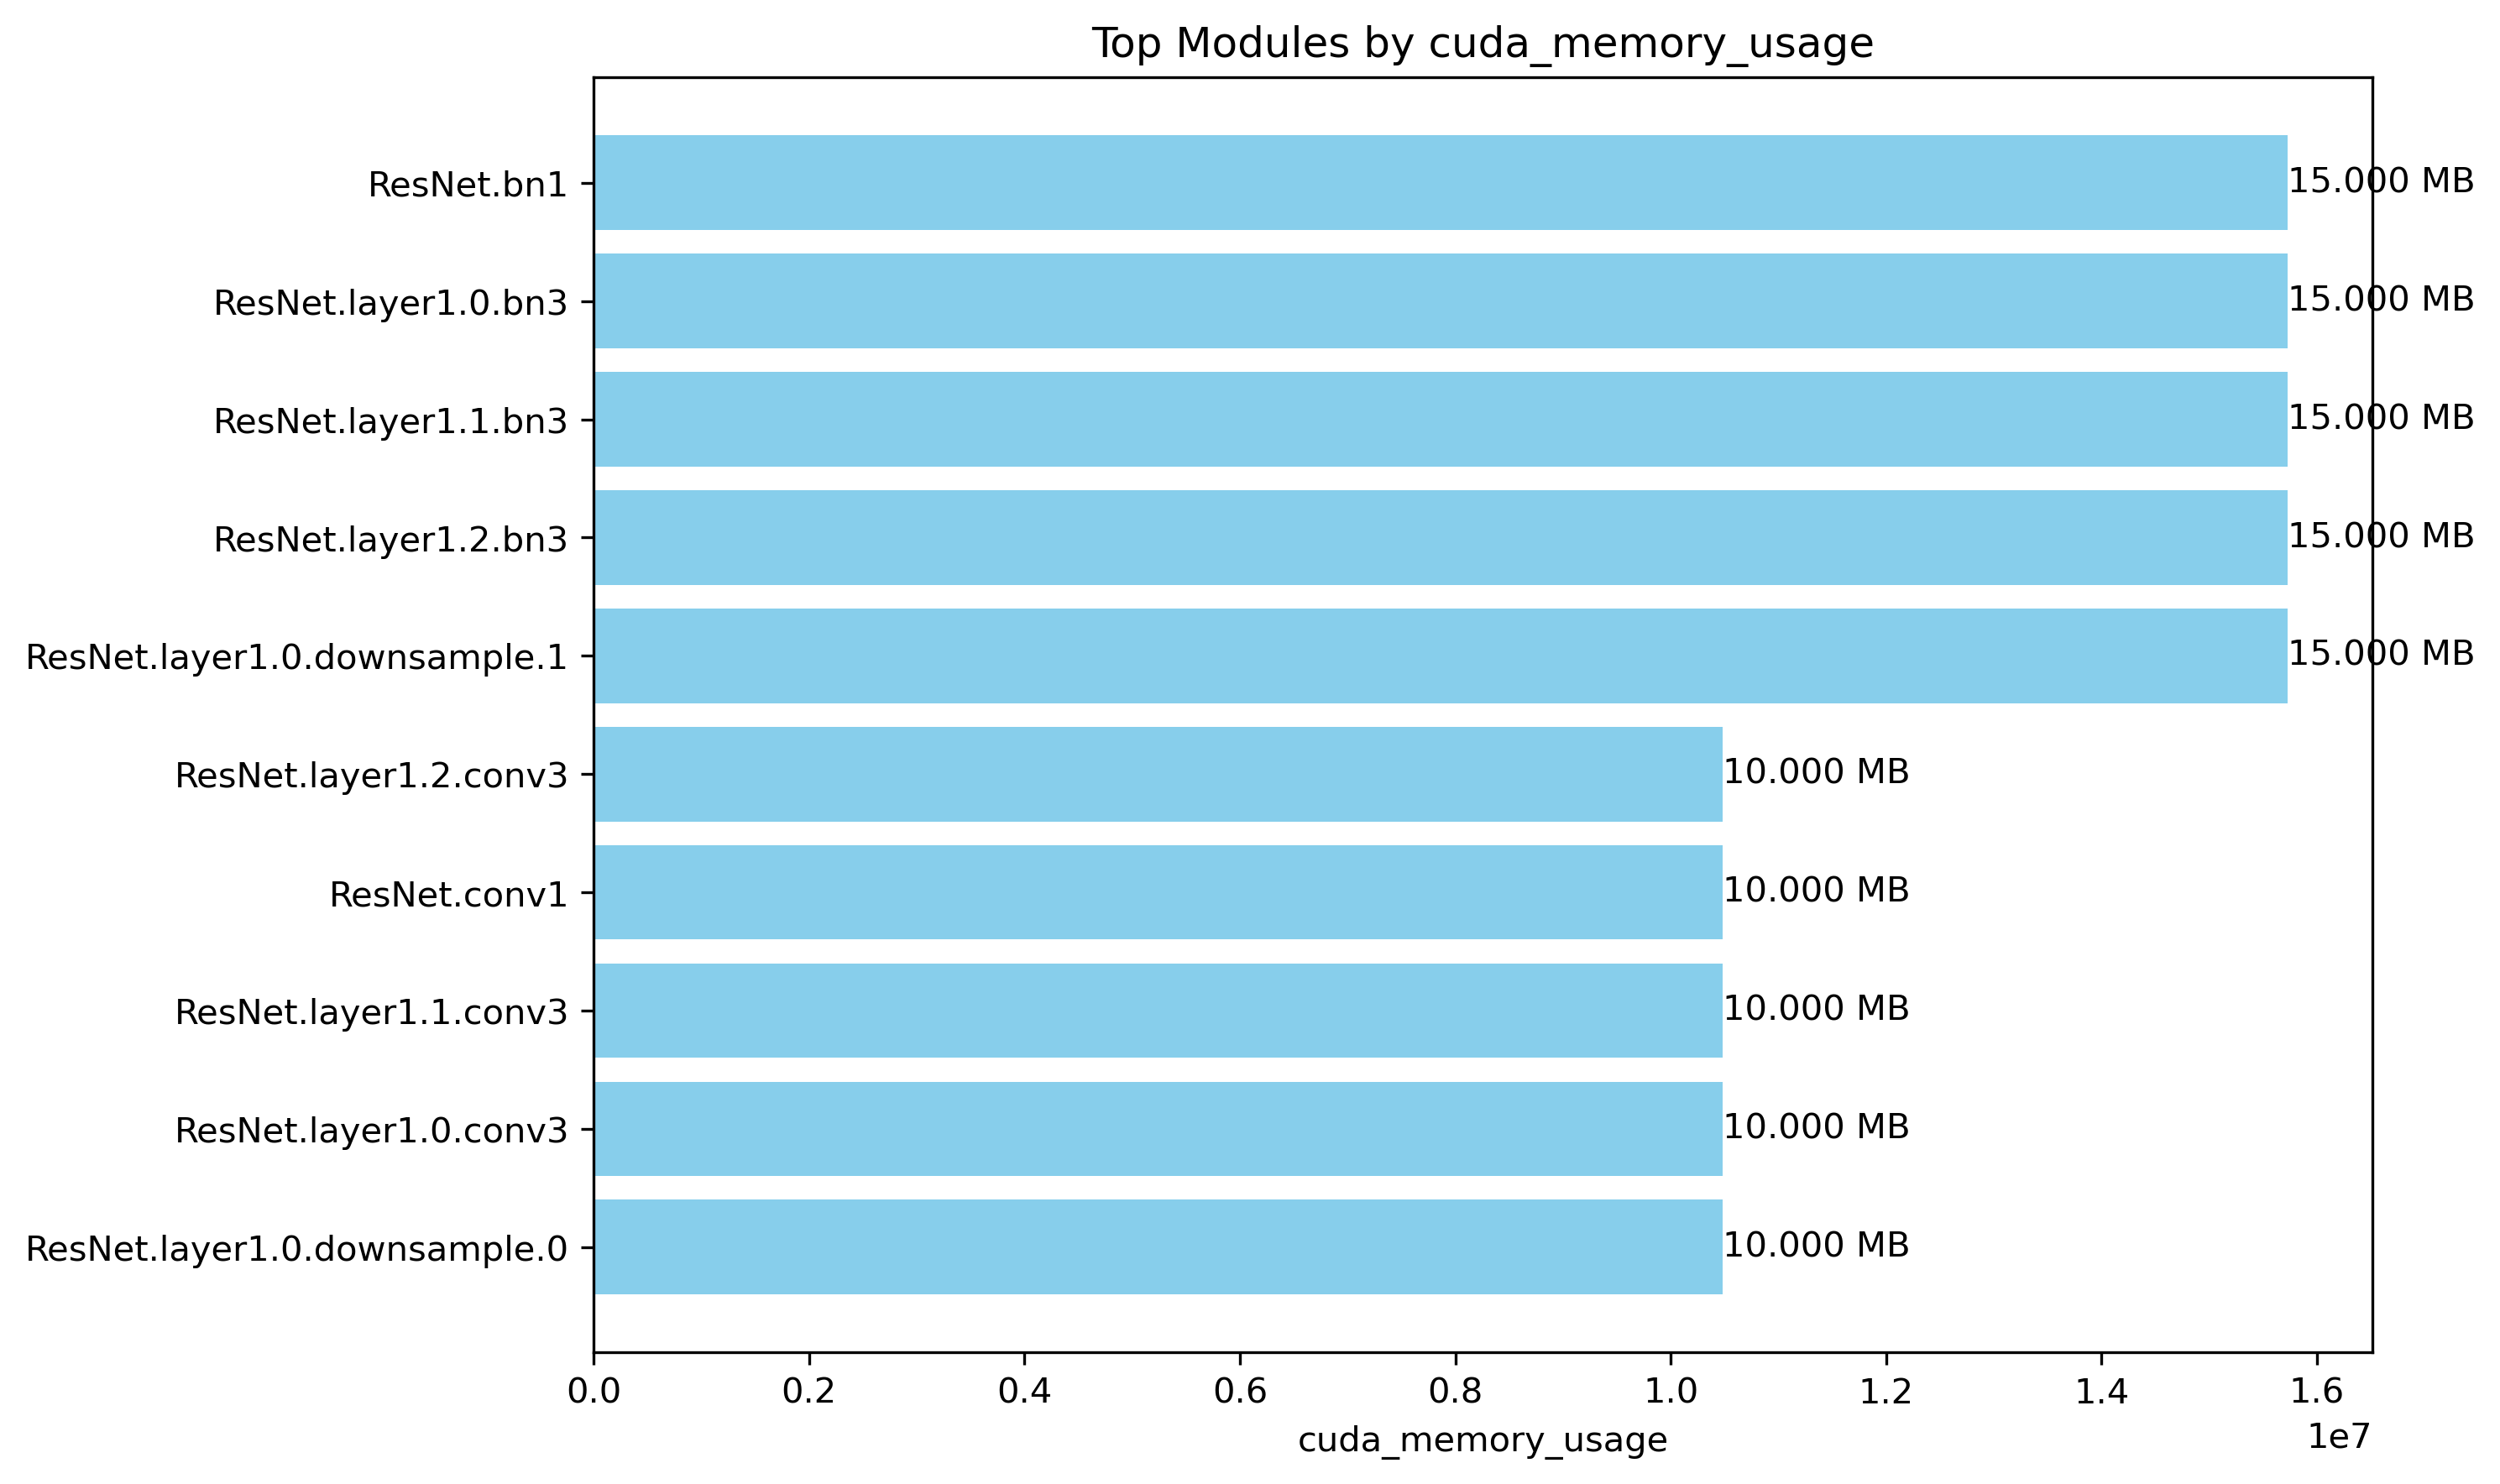 Top Modules by cuda_memory_usage
ResNet.bn1 15.000 MB
ResNet.layer1.0.bn3 15.000 MB
ResNet.layer1.1.bn3 15.000 MB
ResNet.layer1.2.bn3 15.000 MB
ResNet.layer1.0.downsample.1 15.000 MB
ResNet.layer1.2.conv3 10.000 MB
ResNet.conv1 10.000 MB
ResNet.layer1.1.conv3 10.000 MB
ResNet.layer1.0.conv3 10.000 MB
ResNet.layer1.0.downsample.0 10.000 MB
0.0 0.2 0.4 0.6 0.8 1.0 1.2 1.4 1.6
cuda_memory_usage 1e7